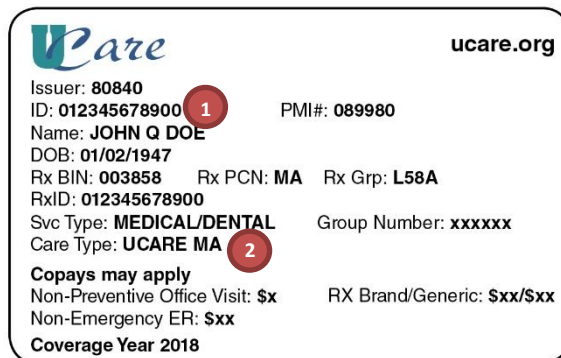 UCare
ucare.org
Issuer: 80840
ID: 012345678900 1 PMI#: 089980
Name: JOHN Q DOE
DOB: 01/02/1947
Rx BIN: 003858 Rx PCN: MA Rx Grp: L58A
RxID: 012345678900
Svc Type: MEDICAL/DENTAL Group Number: xxxxxx
Care Type: UCARE MA 2
Copays may apply
Non-Preventive Office Visit: $x RX Brand/Generic: $xx/$xx
Non-Emergency ER: $xx
Coverage Year 2018